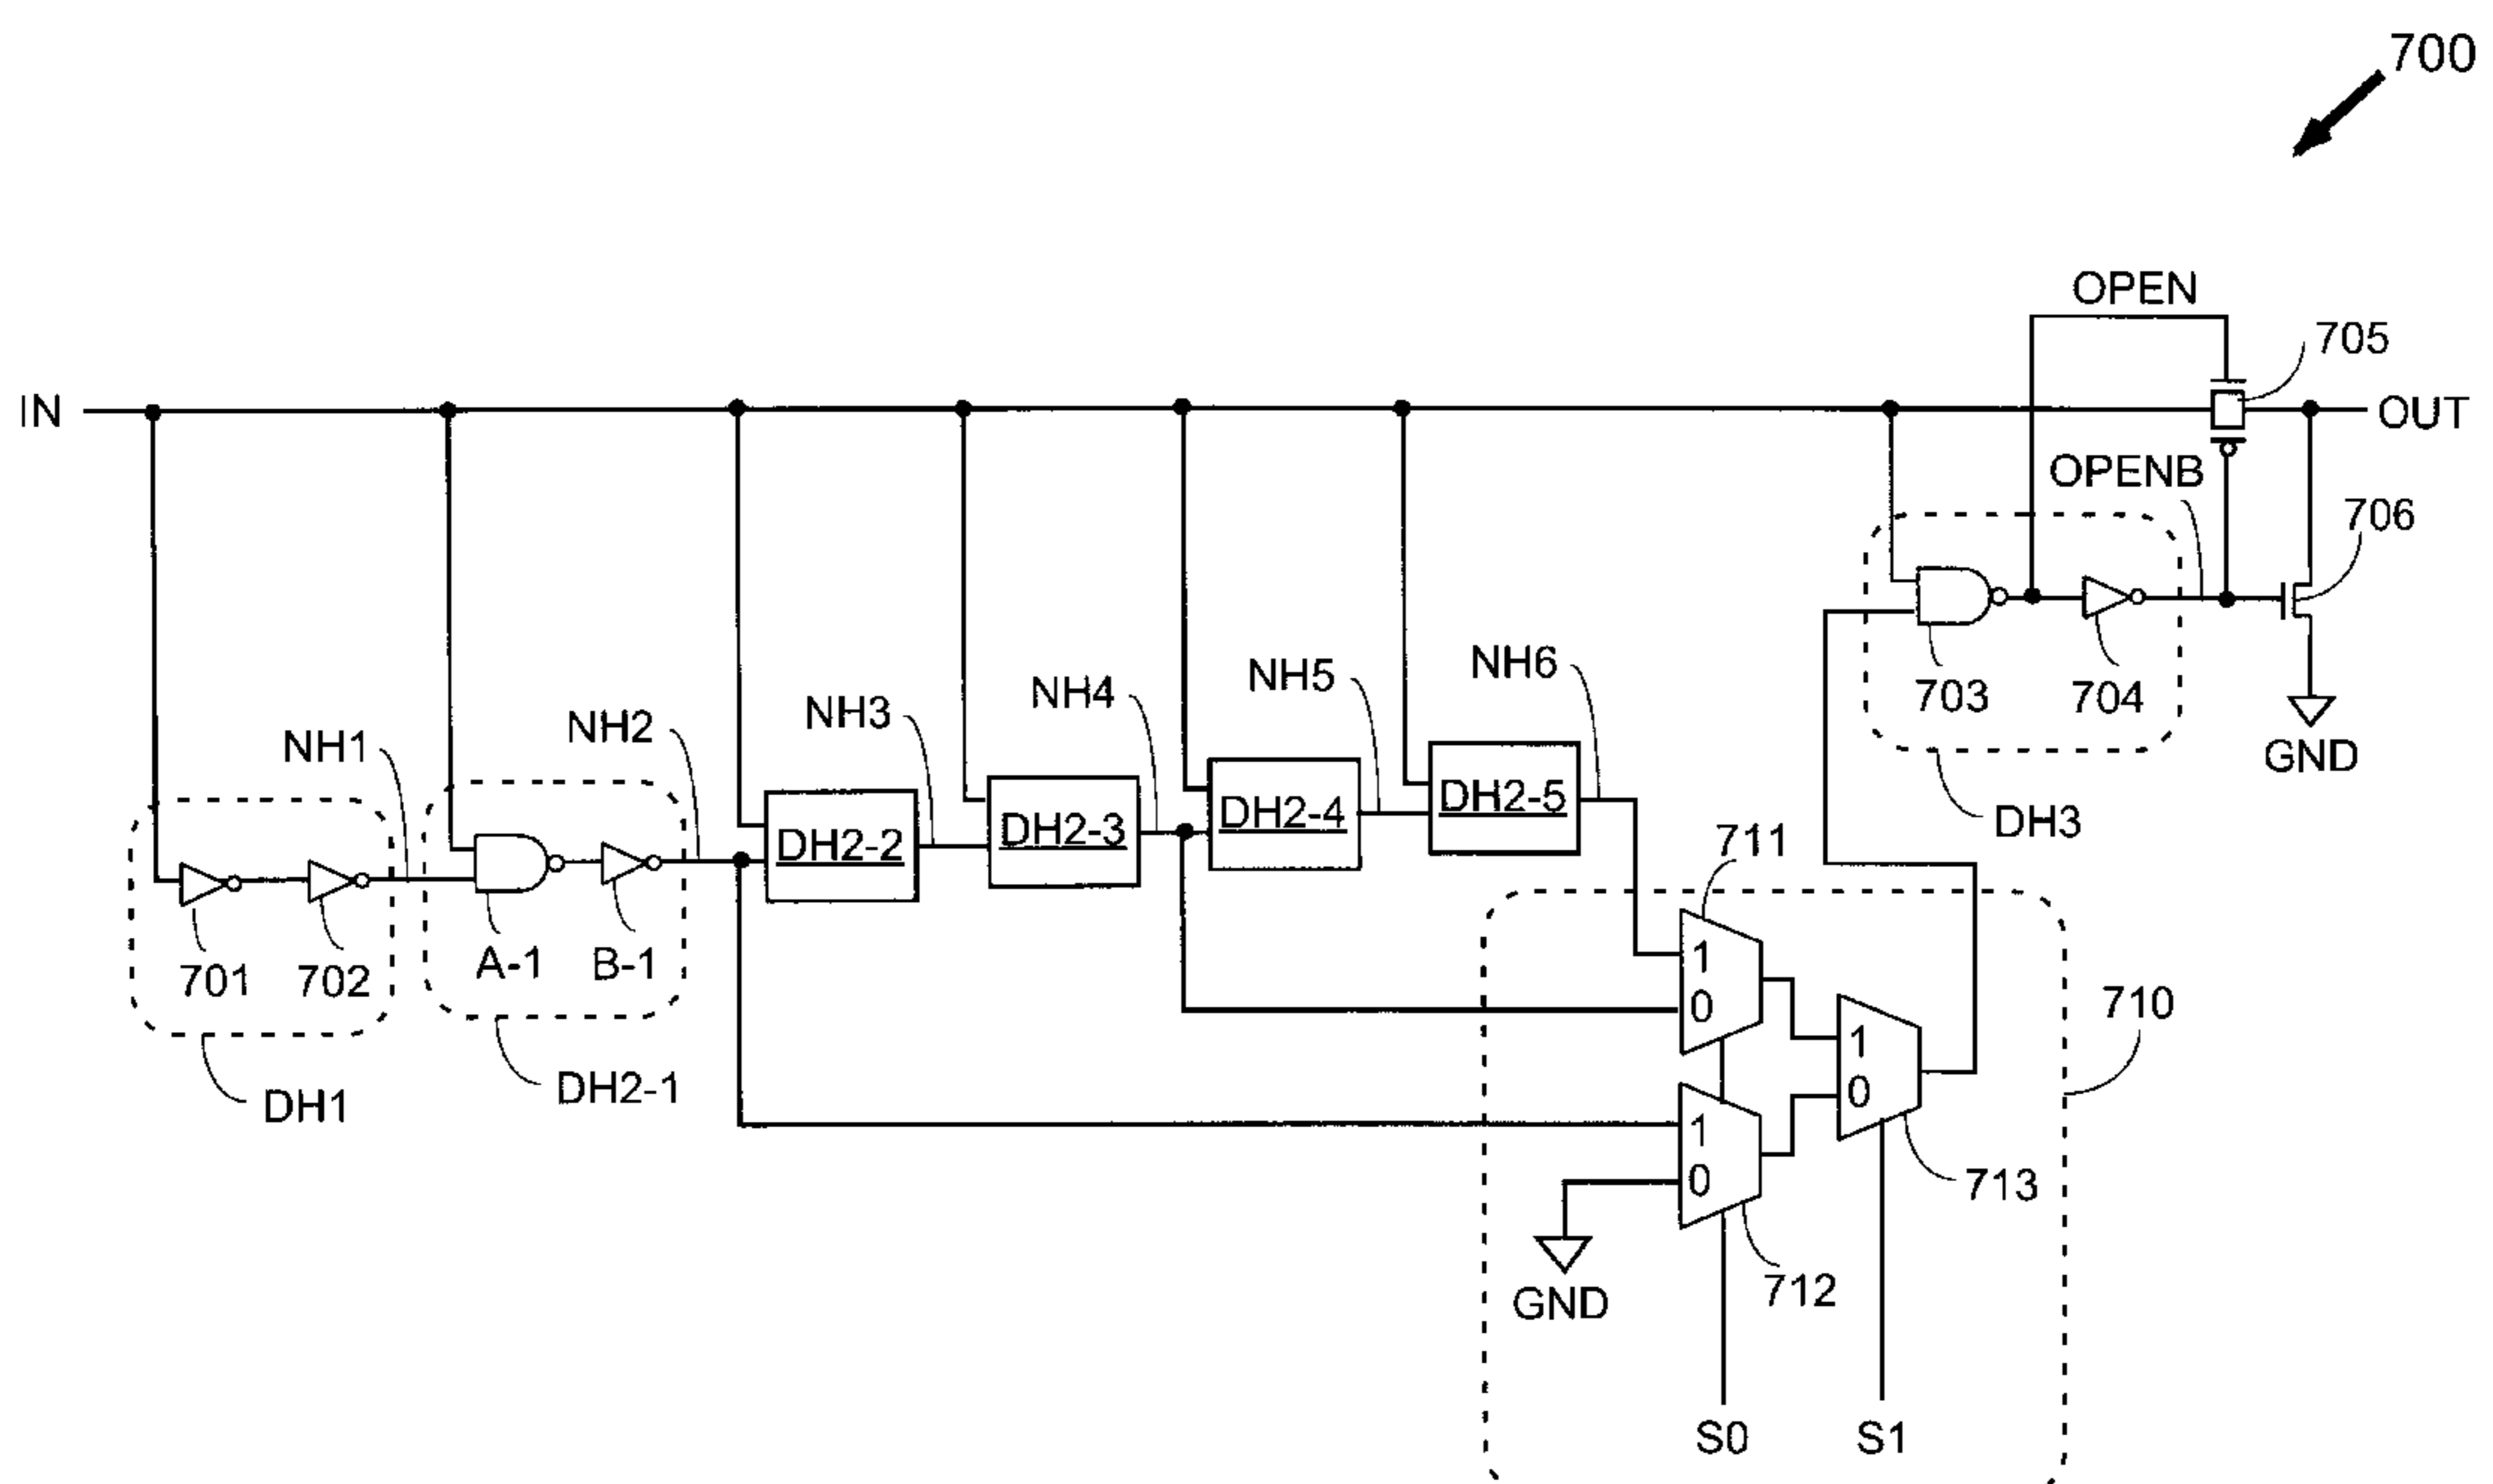 700
OPEN
705
IN
OUT
OPENB
706
NH6
NH5
NH4
NH3
NH2
NH1
703
704
GND
DH2-5
DH2-4
DH2-3
DH2-2
DH3
711
1
0
701
702
A-1
B-1
710
1
0
DH2-1
DH1
1
0
713
712
GND
S0
S1